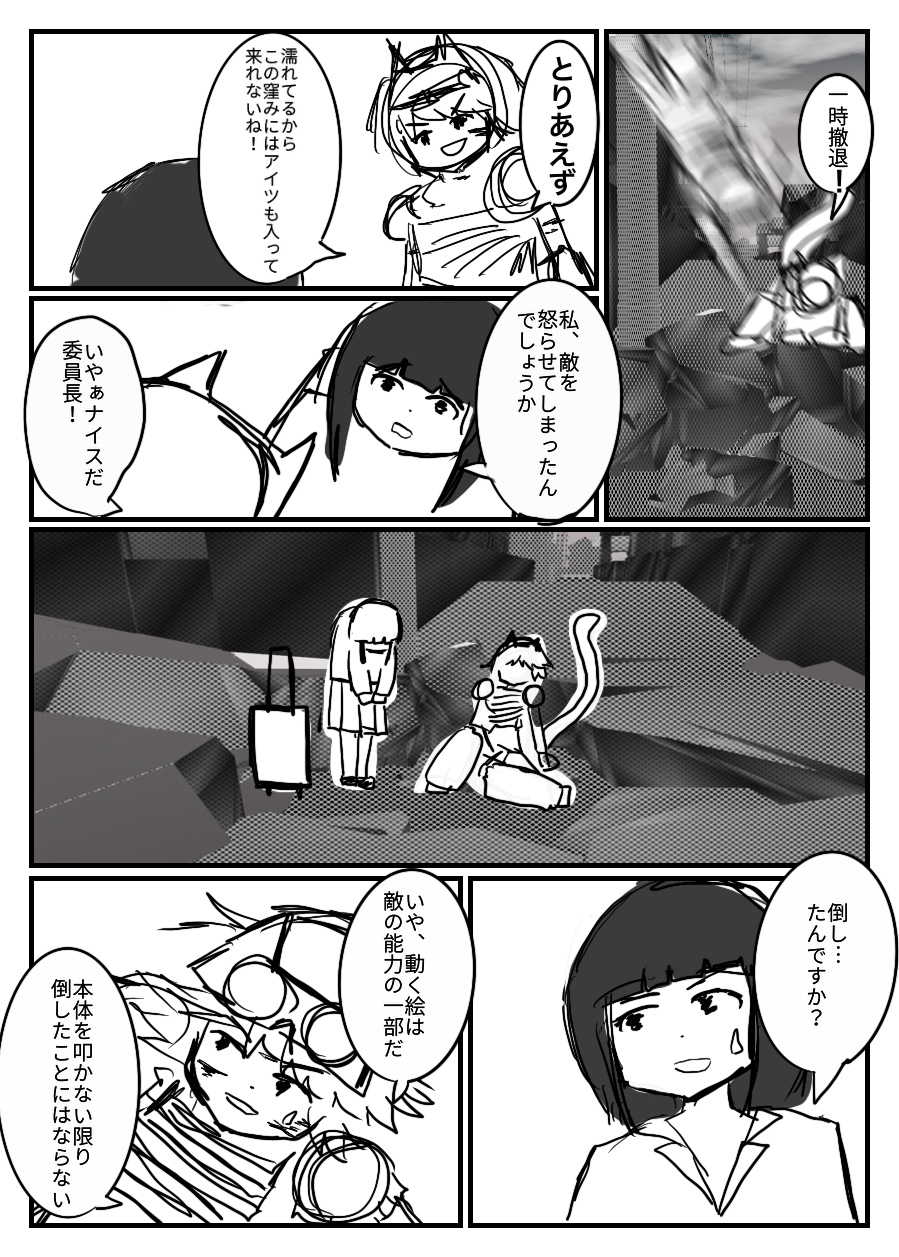 一時撤退！
とりあえず
濡れてるから
この窪みにはアイツも入って
来れないね！
私、敵を
怒らせてしまったん
でしょうか
いやぁナイスだ
委員長！
倒し…
たんですか？
いや、動く絵は
敵の能力の一部だ
本体を叩かない限り
倒したことにはならない